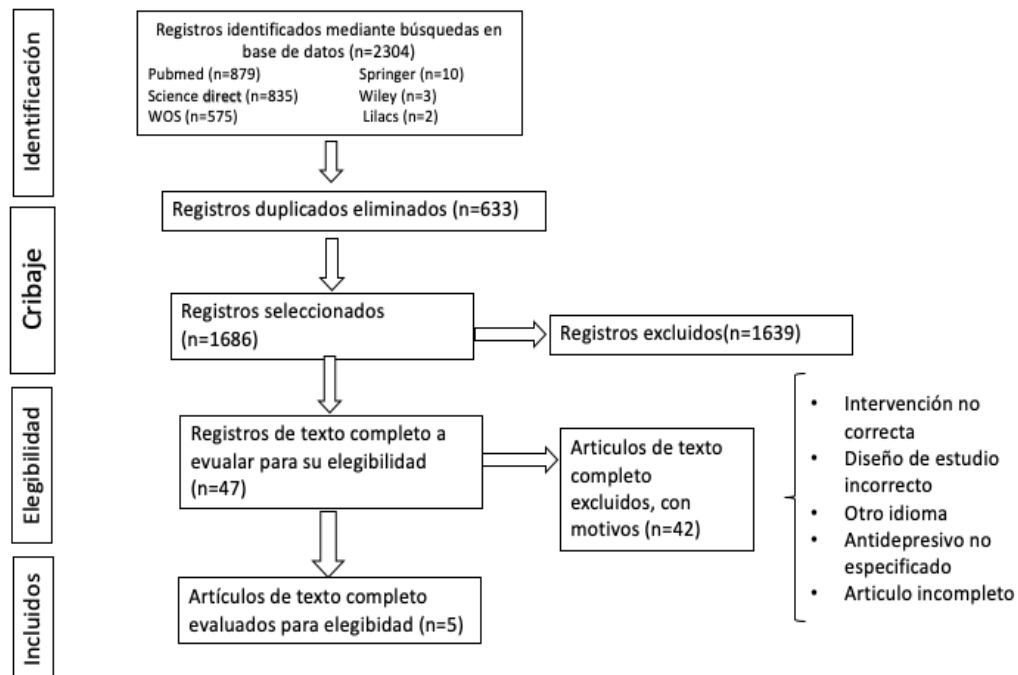 Identificación
Registros identificados mediante búsquedas en
base de datos (n=2304)
Pubmed (n=879) Springer (n=10)
Science direct (n=835) Wiley (n=3)
WOS (n=575) Lilacs (n=2)
Registros duplicados eliminados (n=633)
Cribaje
Registros seleccionados
(n=1686)
Registros excluidos(n=1639)
Elegibilidad
Registros de texto completo a
evualar para su elegibilidad
(n=47)
Articulos de texto
completo
excluidos, con
motivos (n=42)
• Intervención no
correcta
• Diseño de estudio
incorrecto
• Otro idioma
• Antidepresivo no
especificado
• Articulo incompleto
Incluidos
Artículos de texto completo
evaluados para elegibidad (n=5)